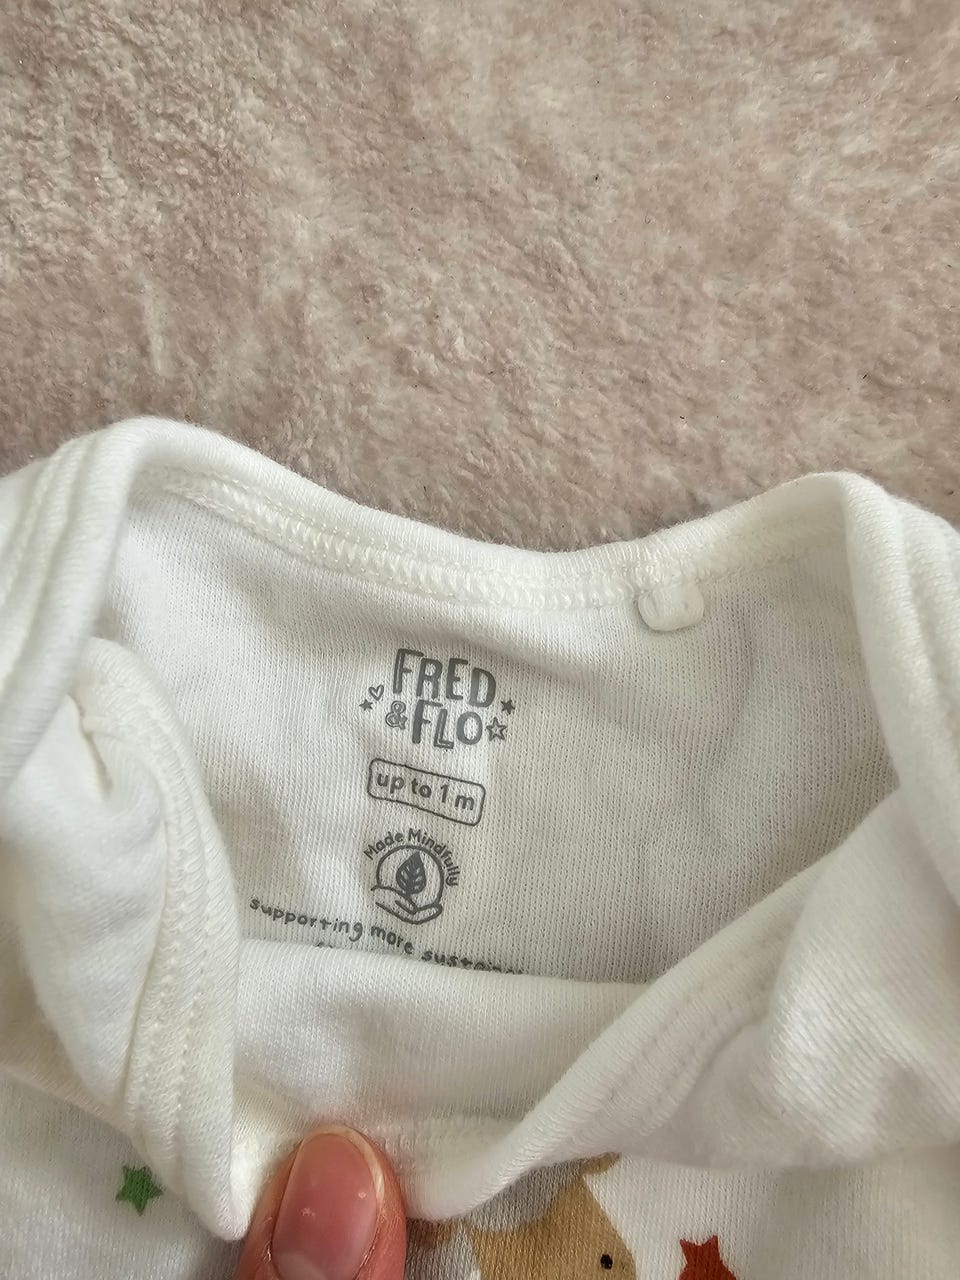 FRED
& FLO
up to 1 m
Made Mindfully
supporting more